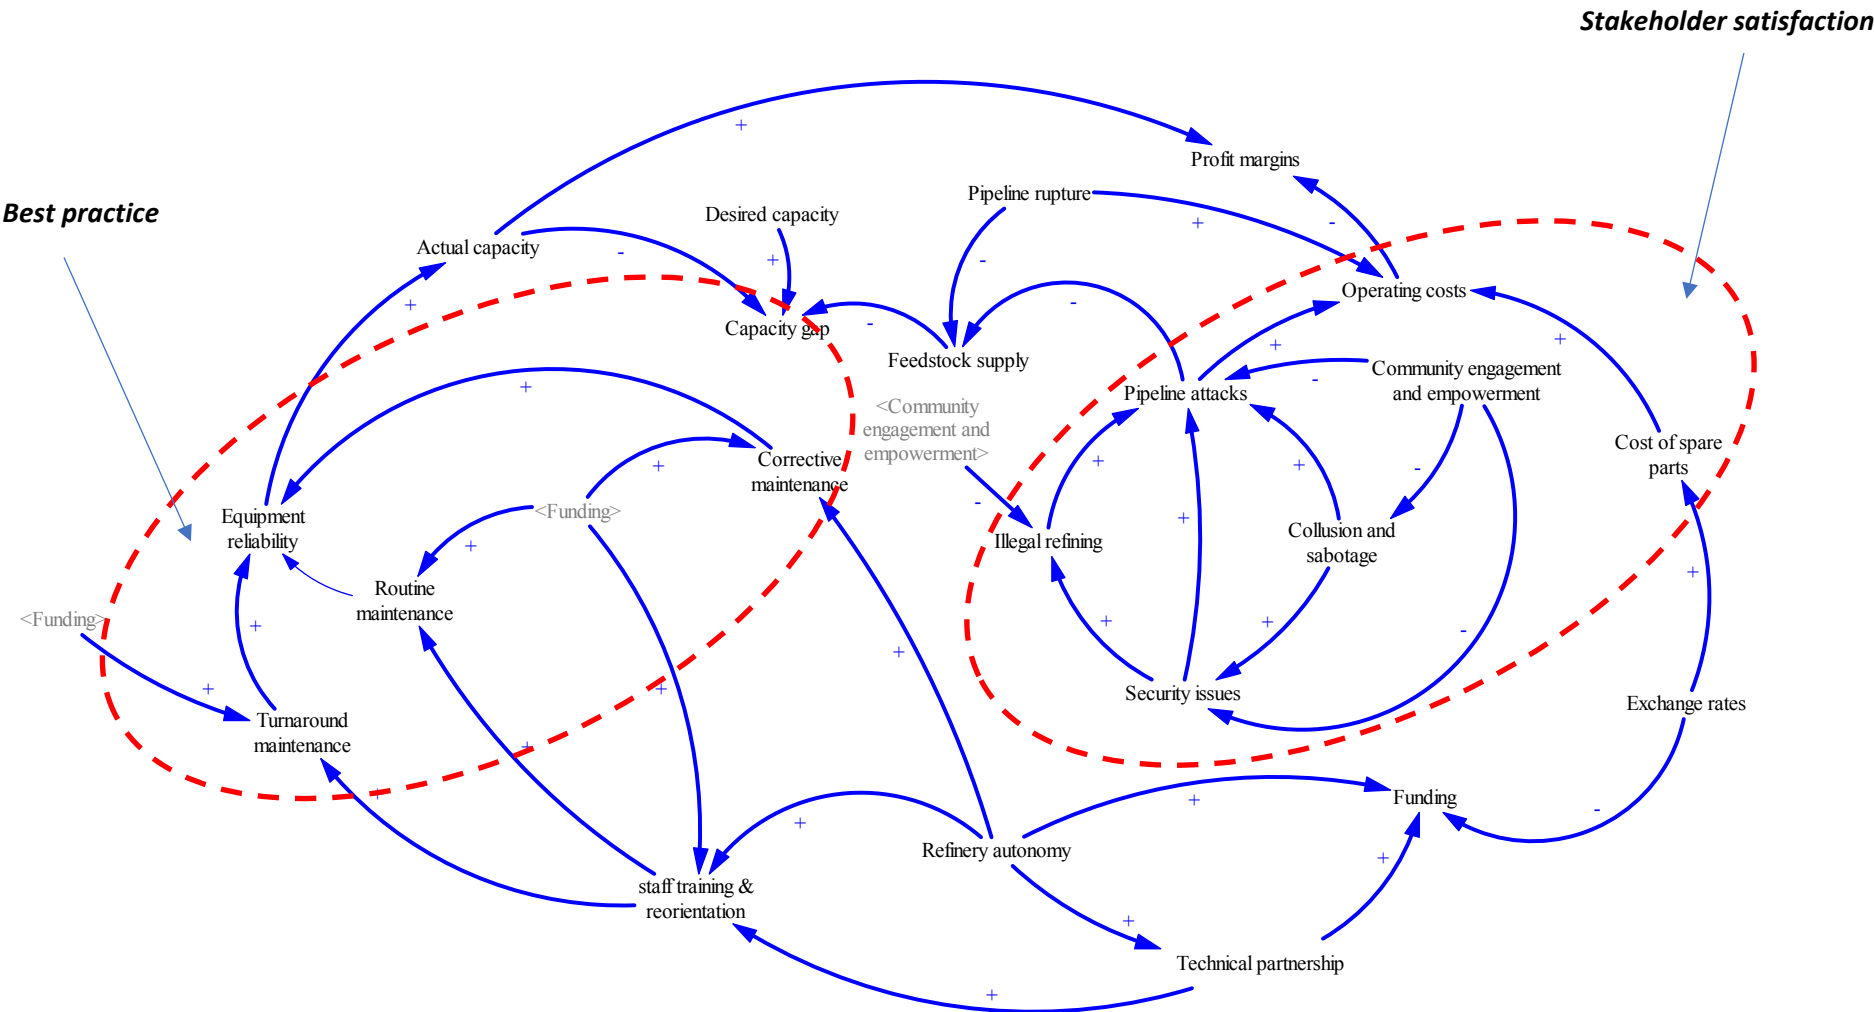 Stakeholder satisfaction
+
Profit margins
Pipeline rupture
Best practice
Desired capacity
-
+
Actual capacity
-
+
-
Operating costs
+
Capacity gap
-
-
Feedstock supply
+
+
Community engagement
and empowerment
-
Pipeline attacks
+
<Community
engagement and
empowerment>
Cost of spare
parts
Corrective
maintenance
+
+
+
-
-
<Funding>
Equipment
reliability
+
Illegal refining
Collusion and
sabotage
+
+
Routine
maintenance
<Funding>
+
+
+
-
+
+
+
Security issues
Exchange rates
Turnaround
maintenance
+
+
Funding
+
-
+
Refinery autonomy
+
staff training &
reorientation
+
Technical partnership
+